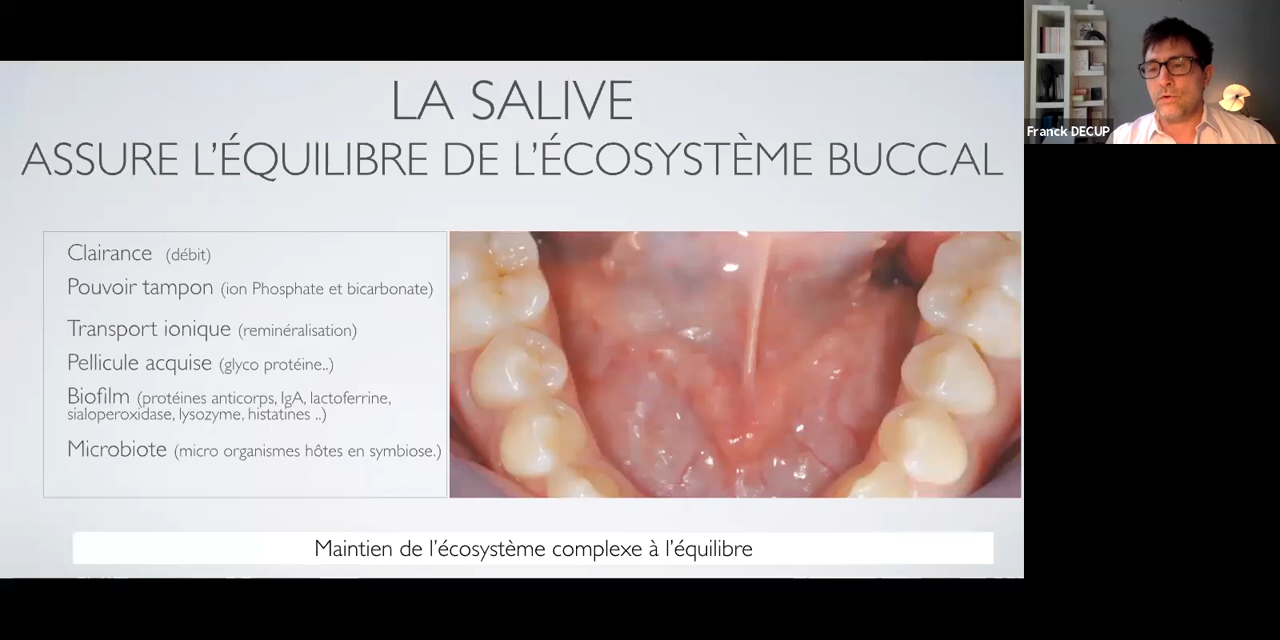 LA SALIVE
ASSURE L'ÉQUILIBRE DE L'ÉCOSYSTÈME BUCCAL
Clairance (débit)
Pouvoir tampon (ion Phosphate et bicarbonate)
Transport ionique (reminéralisation)
Pellicule acquise (glyco protéine..)
Biofilm (protéines anticorps, IgA, lactoferrine,
sialoperoxidase, lysozyme, histatines ..)
Microbiote (micro organismes hôtes en symbiose.)
Maintien de l'écosystème complexe à l'équilibre
Franck DECUP